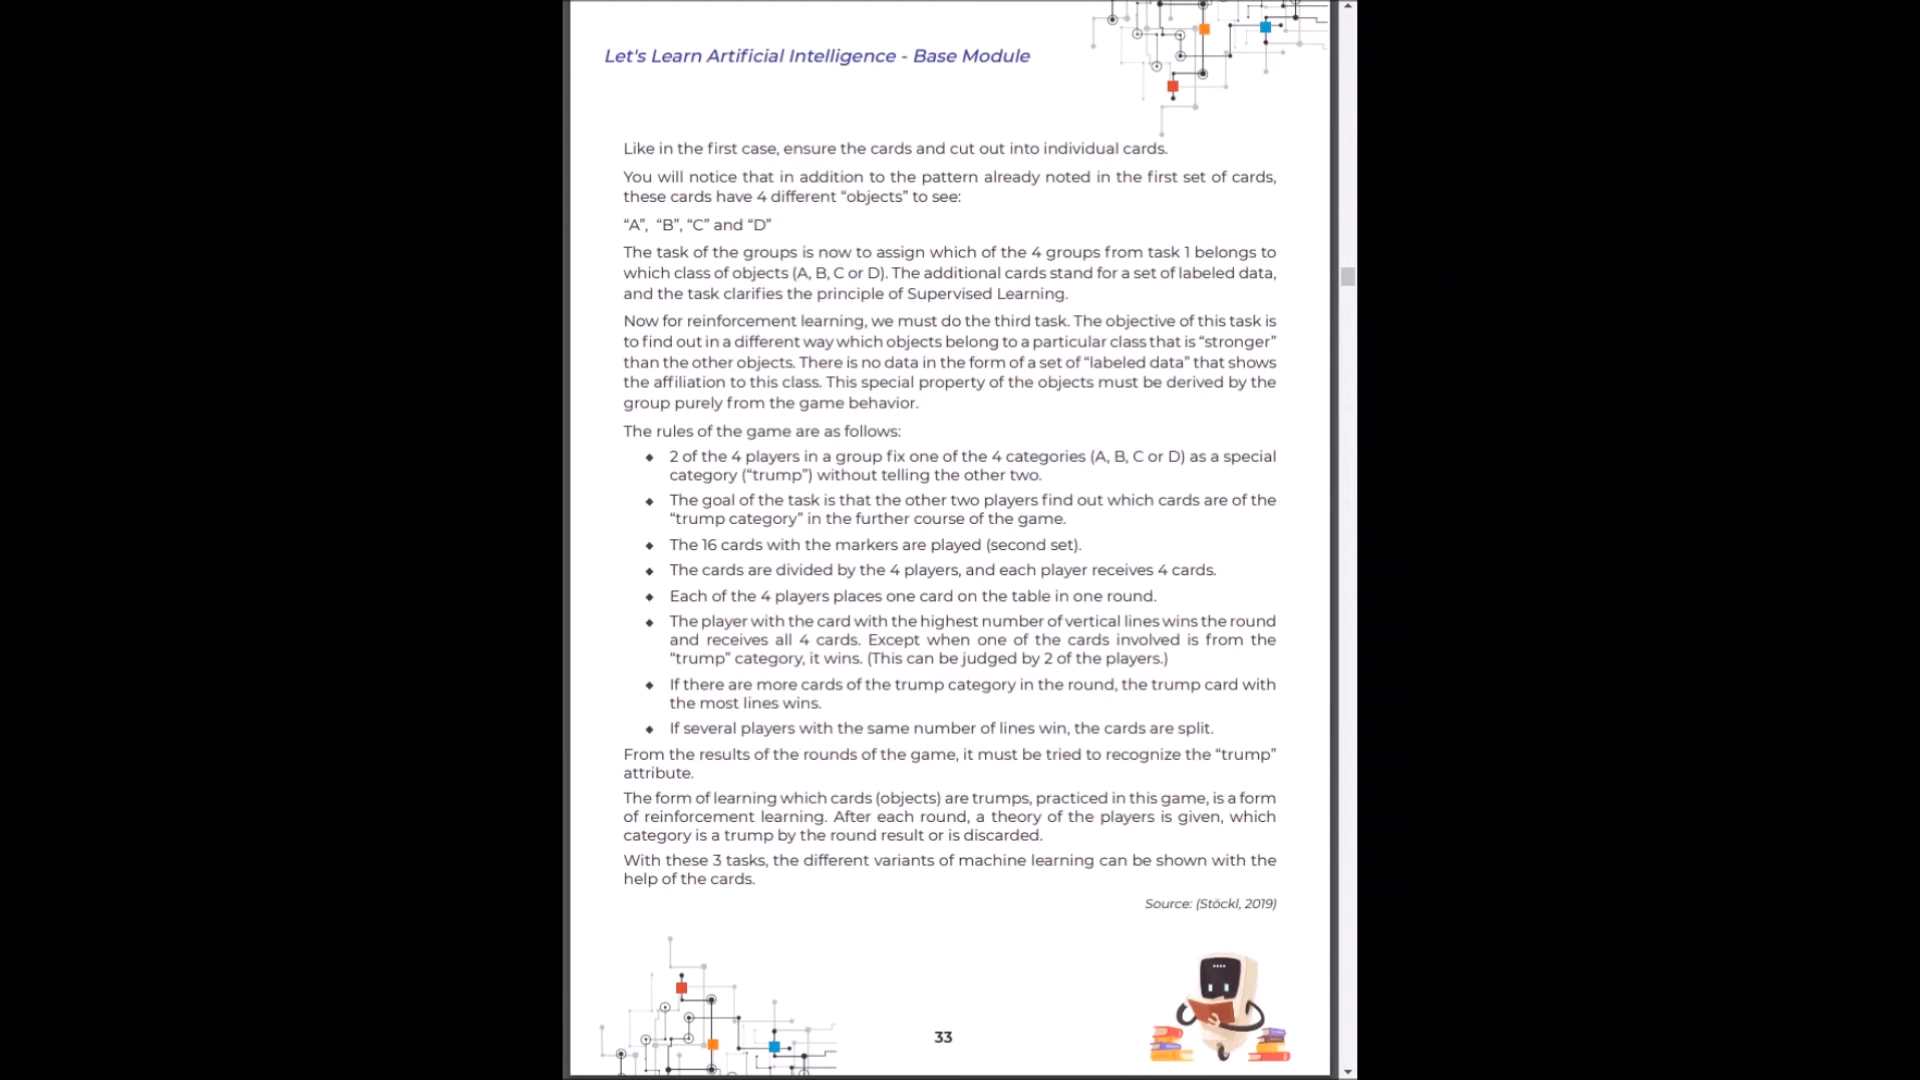 Let's Learn Artificial Intelligence - Base Module
Like in the first case, ensure the cards and cut out into individual cards.
You will notice that in addition to the pattern already noted in the first set of cards,
these cards have 4 different “objects” to see:
“A”, “B”, “C” and “D”
The task of the groups is now to assign which of the 4 groups from task 1 belongs to
which class of objects (A, B, C or D). The additional cards stand for a set of labeled data,
and the task clarifies the principle of Supervised Learning.
Now for reinforcement learning, we must do the third task. The objective of this task is
to find out in a different way which objects belong to a particular class that is “stronger”
than the other objects. There is no data in the form of a set of “labeled data” that shows
the affiliation to this class. This special property of the objects must be derived by the
group purely from the game behavior.
The rules of the game are as follows:
◆ 2 of the 4 players in a group fix one of the 4 categories (A, B, C or D) as a special
category (“trump”) without telling the other two.
◆ The goal of the task is that the other two players find out which cards are of the
“trump category” in the further course of the game.
◆ The 16 cards with the markers are played (second set).
◆ The cards are divided by the 4 players, and each player receives 4 cards.
◆ Each of the 4 players places one card on the table in one round.
◆ The player with the card with the highest number of vertical lines wins the round
and receives all 4 cards. Except when one of the cards involved is from the
“trump” category, it wins. (This can be judged by 2 of the players.)
◆ If there are more cards of the trump category in the round, the trump card with
the most lines wins.
◆ If several players with the same number of lines win, the cards are split.
From the results of the rounds of the game, it must be tried to recognize the “trump”
attribute.
The form of learning which cards (objects) are trumps, practiced in this game, is a form
of reinforcement learning. After each round, a theory of the players is given, which
category is a trump by the round result or is discarded.
With these 3 tasks, the different variants of machine learning can be shown with the
help of the cards.
Source: (Stöckl, 2019)
33